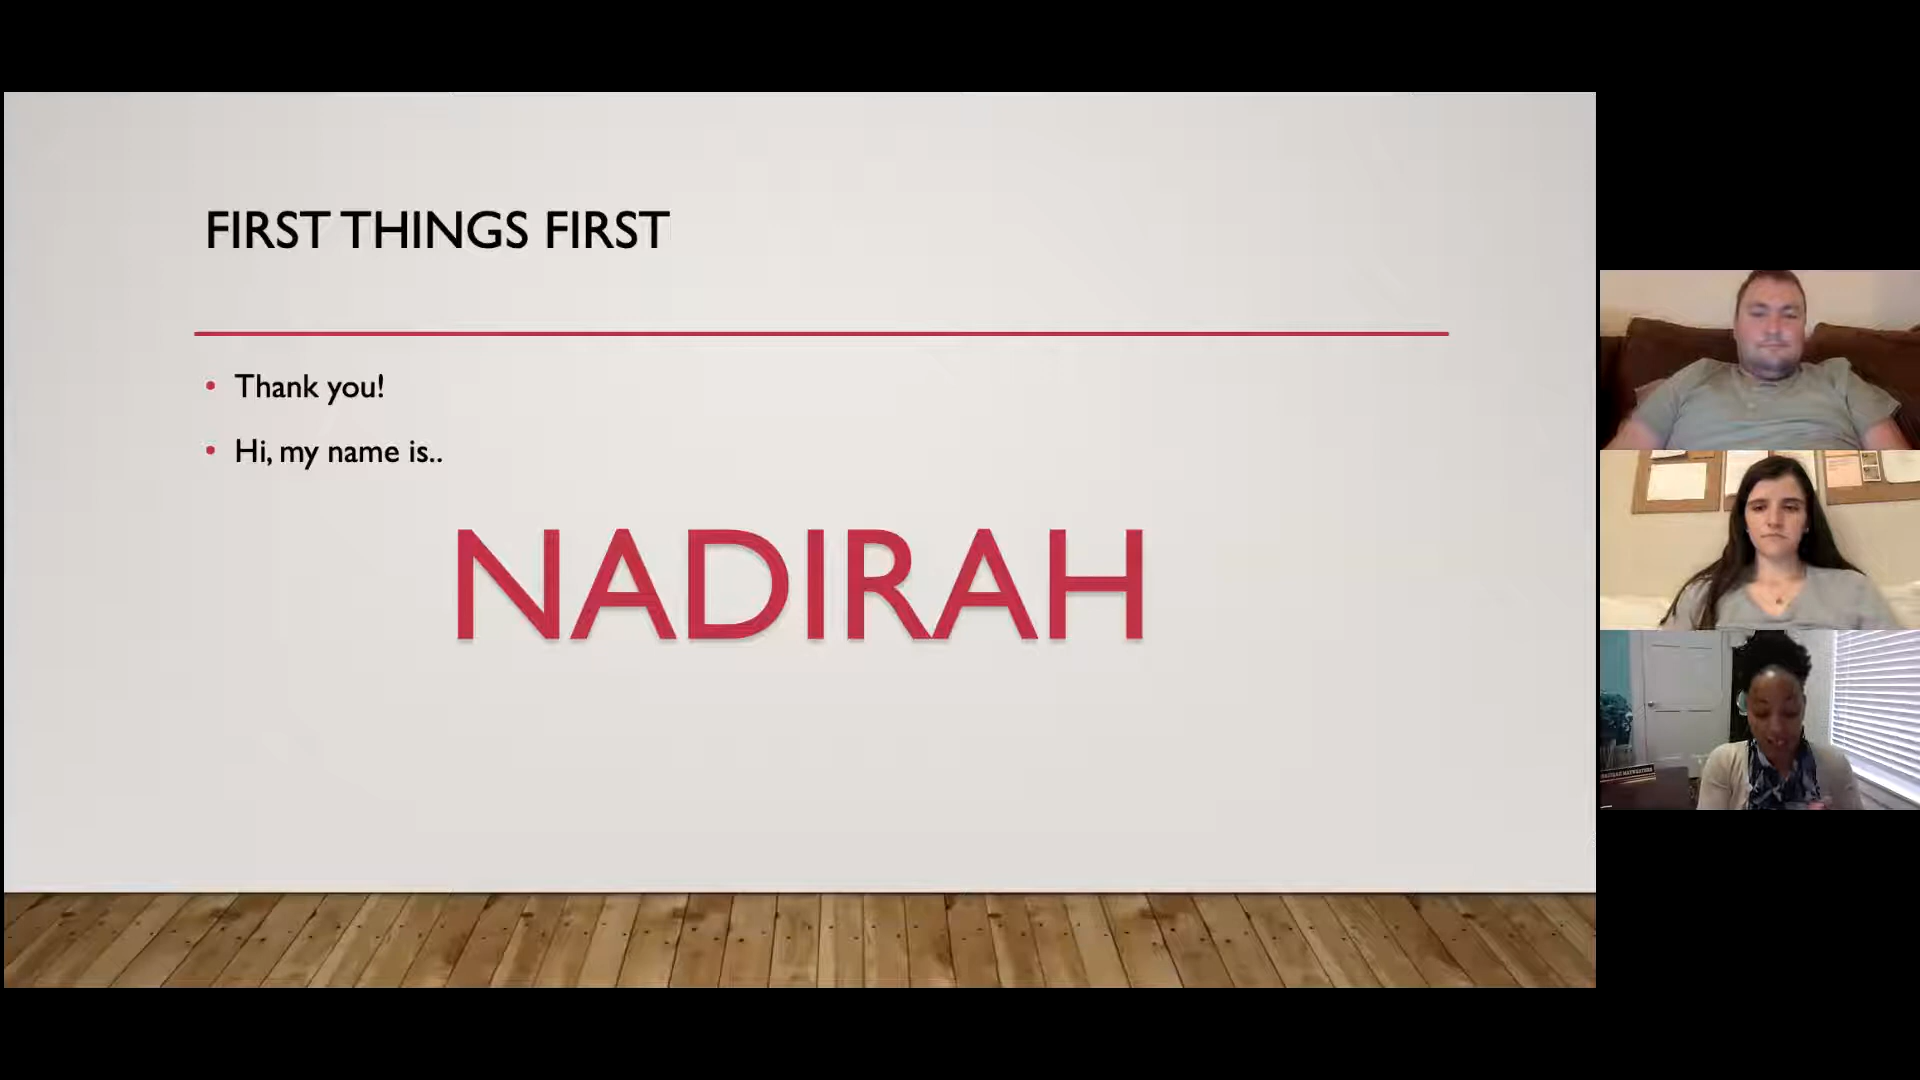 FIRST THINGS FIRST
Thank you!
Hi, my name is..
NADIRAH